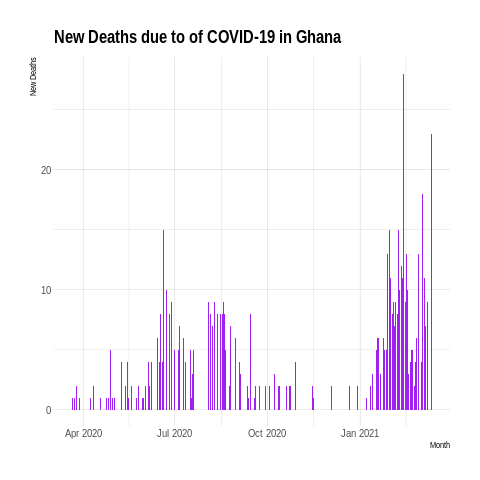 New Deaths due to of COVID-19 in Ghana
New Deaths
20
10
0
Apr 2020
Jul 2020
Oct 2020
Jan 2021
Month